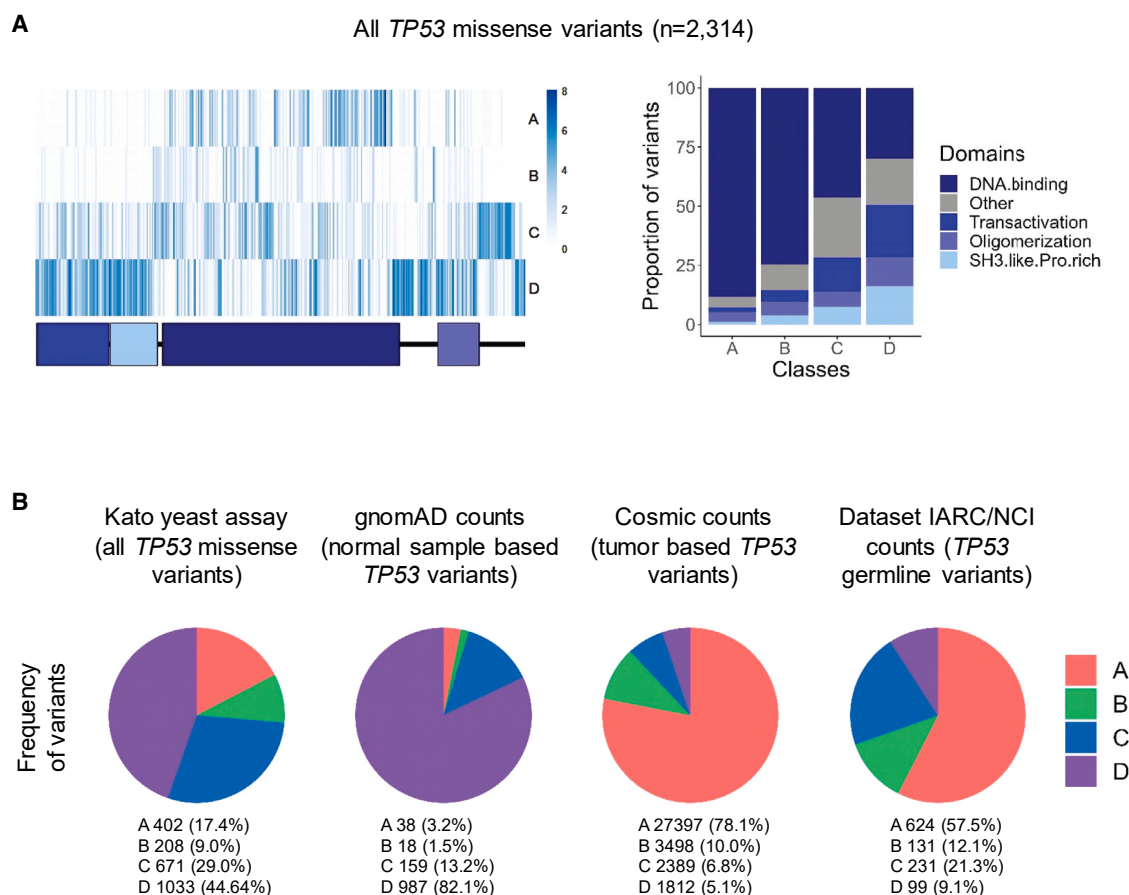 A
All TP53 missense variants (n=2,314)
A
B
C
D
8
6
4
2
0
Proportion of variants
100
75
50
25
0
A B C D
Classes
Domains
DNA.binding
Other
Transactivation
Oligomerization
SH3.like.Pro.rich
B
Kato yeast assay
(all TP53 missense
variants)
gnomAD counts
(normal sample based
TP53 variants)
Cosmic counts
(tumor based TP53
variants)
Dataset IARC/NCI
counts (TP53
germline variants)
Frequency
of variants
A 402 (17.4%)
B 208 (9.0%)
C 671 (29.0%)
D 1033 (44.64%)
A 38 (3.2%)
B 18 (1.5%)
C 159 (13.2%)
D 987 (82.1%)
A 27397 (78.1%)
B 3498 (10.0%)
C 2389 (6.8%)
D 1812 (5.1%)
A 624 (57.5%)
B 131 (12.1%)
C 231 (21.3%)
D 99 (9.1%)
A
B
C
D